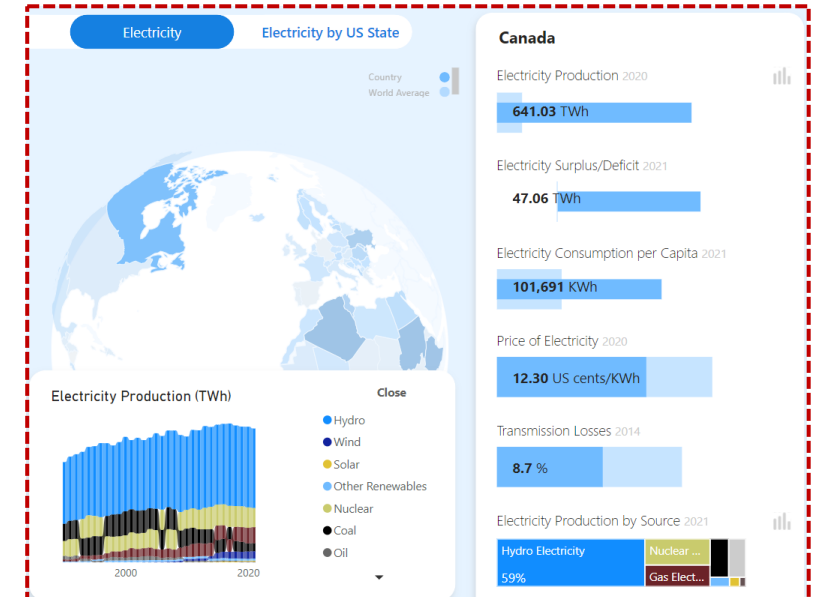 Electricity
Electricity by US State
Country
World Average
Electricity Production (TWh)
Close
Hydro
Wind
Solar
Other Renewables
Nuclear
Coal
Oil
2000
2020
Canada
Electricity Production 2020
641.03 TWh
Electricity Surplus/Deficit 2021
47.06 TWh
Electricity Consumption per Capita 2021
101,691 KWh
Price of Electricity 2020
12.30 US cents/KWh
Transmission Losses 2014
8.7 %
Electricity Production by Source 2021
Hydro Electricity
59%
Nuclear ...
Gas Elect...